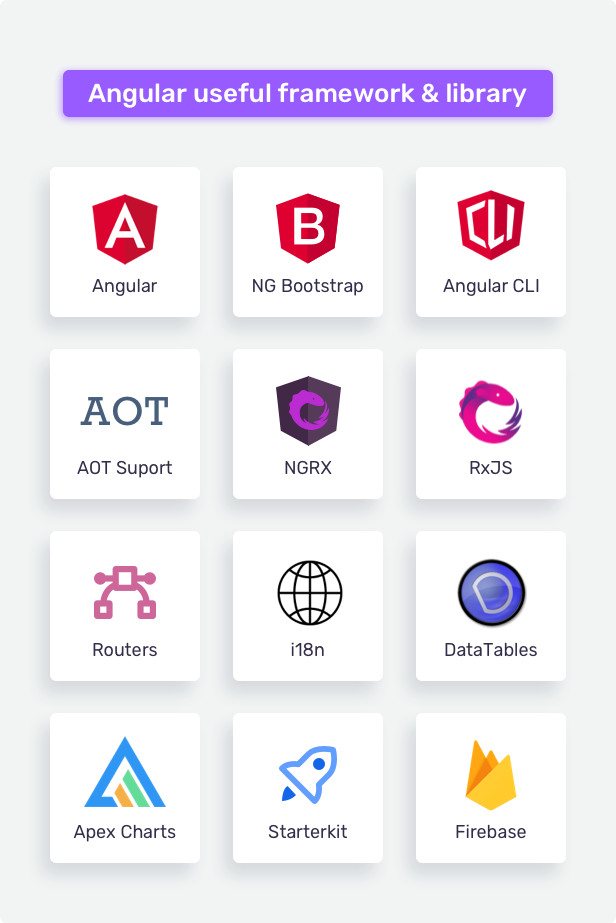 Angular useful framework & library
A
B
CLI
Angular
NG Bootstrap
Angular CLI
AOT
AOT Suport
NGRX
RxJS
D
Routers
i18n
DataTables
Apex Charts
Starterkit
Firebase